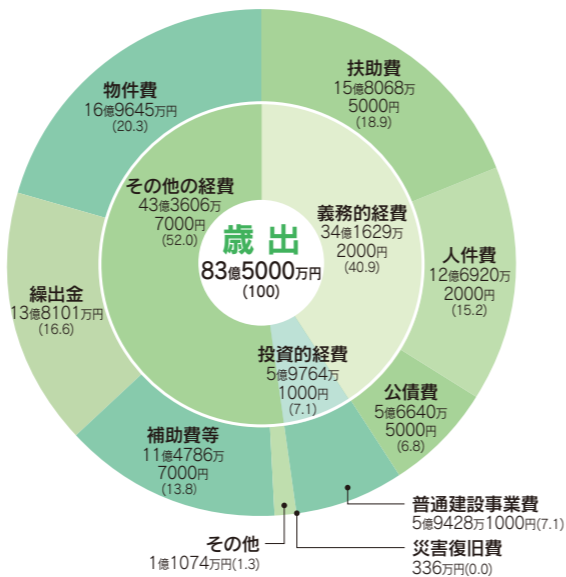 歳出
83億5000万円
(100)
義務的経費
34億1629万
2000円
(40.9)
扶助費
15億8068万
5000円
(18.9)
人件費
12億6920万
2000円
(15.2)
公債費
5億6640万
5000円
(6.8)
投資的経費
5億9764万
1000円
(7.1)
普通建設事業費
5億9428万1000円(7.1)
災害復旧費
336万円(0.0)
その他の経費
43億3606万
7000円
(52.0)
その他
1億1074万円(1.3)
補助費等
11億4786万
7000円
(13.8)
繰出金
13億8101万円
(16.6)
物件費
16億9645万円
(20.3)